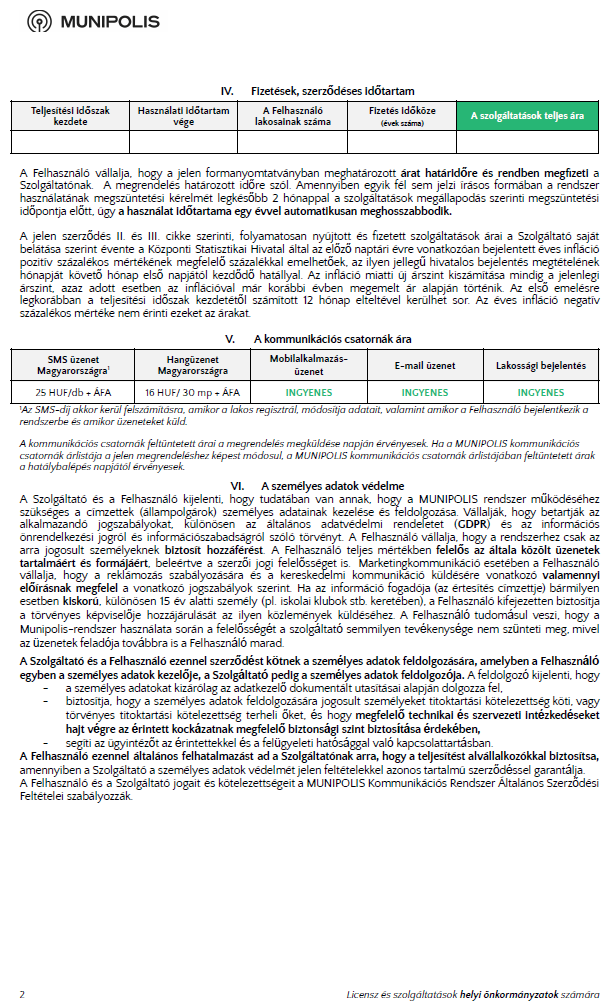 MUNIPOLIS
IV. Fizetések, szerződéses időtartam
Teljesítési időszak kezdete
Használati időtartam vége
A Felhasználó lakosainak száma
Fizetés időköze (évek száma)
A szolgáltatások teljes ára
A Felhasználó vállalja, hogy a jelen formanyomtatványban meghatározott árat határidőre és rendben megfizeti a
Szolgáltatónak. A megrendelés határozott időre szól. Amennyiben egyik fél sem jelzi írásos formában a rendszer
használatának megszüntetési kérelmét legkésőbb 2 hónappal a szolgáltatások megállapodás szerinti megszüntetési
időpontja előtt, úgy a használat időtartama egy évvel automatikusan meghosszabbodik.
A jelen szerződés II. és III. cikke szerinti, folyamatosan nyújtott és fizetett szolgáltatások árai a Szolgáltató saját
belátása szerint évente a Központi Statisztikai Hivatal által az előző naptári évre vonatkozóan bejelentett éves infláció
pozitív százalékos mértékének megfelelő százalékkal emelhetőek, az ilyen jellegű hivatalos bejelentés megtételének
hónapját követő hónap első napjától kezdődő hatállyal. Az infláció miatti új árszint kiszámítása mindig a jelenlegi
árszint, azaz adott esetben az inflációval már korábbi évben megemelt ár alapján történik. Az első emelésre
legkorábban a teljesítési időszak kezdetétől számított 12 hónap elteltével kerülhet sor. Az éves infláció negatív
százalékos mértéke nem érinti ezeket az árakat.
V. A kommunikációs csatornák ára
SMS üzenet Magyarországra¹
Hangüzenet Magyarországra
Mobilalkalmazás-üzenet
E-mail üzenet
Lakossági bejelentés
25 HUF/db + ÁFA
16 HUF/ 30 mp + ÁFA
INGYENES
INGYENES
INGYENES
¹Az SMS-díj akkor kerül felszámításra, amikor a lakos regisztrál, módosítja adatait, valamint amikor a Felhasználó bejelentkezik a
rendszerbe és amikor üzeneteket küld.
A kommunikációs csatornák feltüntetett árai a megrendelés megküldése napján érvényesek. Ha a MUNIPOLIS kommunikációs
csatornák árlistája a jelen megrendeléshez képest módosul, a MUNIPOLIS kommunikációs csatornák árlistájában feltüntetett árak
a hatálybalépés napjától érvényesek.
VI. A személyes adatok védelme
A Szolgáltató és a Felhasználó kijelenti, hogy tudatában van annak, hogy a MUNIPOLIS rendszer működéséhez
szükséges a címzettek (állampolgárok) személyes adatainak kezelése és feldolgozása. Vállalják, hogy betartják az
alkalmazandó jogszabályokat, különösen az általános adatvédelmi rendeletet (GDPR) és az információs
önrendelkezési jogról és információszabadságról szóló törvényt. A Felhasználó vállalja, hogy a rendszerhez csak az
arra jogosult személyeknek biztosít hozzáférést. A Felhasználó teljes mértékben felelős az általa közölt üzenetek
tartalmáért és formájáért, beleértve a szerzői jogi felelősséget is. Marketingkommunikáció esetében a Felhasználó
vállalja, hogy a reklámozás szabályozására és a kereskedelmi kommunikáció küldésére vonatkozó valamennyi
előírásnak megfelel a vonatkozó jogszabályok szerint. Ha az információ fogadója (az értesítés címzettje) bármilyen
esetben kiskorú, különösen 15 év alatti személy (pl. iskolai klubok stb. keretében), a Felhasználó kifejezetten biztosítja
a törvényes képviselője hozzájárulását az ilyen közlemények küldéséhez. A Felhasználó tudomásul veszi, hogy a
Munipolis-rendszer használata során a felelősségét a szolgáltató semmilyen tevékenysége nem szünteti meg, mivel
az üzenetek feladója továbbra is a Felhasználó marad.
A Szolgáltató és a Felhasználó ezennel szerződést kötnek a személyes adatok feldolgozására, amelyben a Felhasználó
egyben a személyes adatok kezelője, a Szolgáltató pedig a személyes adatok feldolgozója. A feldolgozó kijelenti, hogy
– a személyes adatokat kizárólag az adatkezelő dokumentált utasításai alapján dolgozza fel,
– biztosítja, hogy a személyes adatok feldolgozására jogosult személyeket titoktartási kötelezettség köti, vagy
törvényes titoktartási kötelezettség terheli őket, és hogy megfelelő technikai és szervezeti intézkedéseket
hajt végre az érintett kockázatnak megfelelő biztonsági szint biztosítása érdekében,
– segíti az ügyintézőt az érintettekkel és a felügyeleti hatósággal való kapcsolattartásban.
A Felhasználó ezennel általános felhatalmazást ad a Szolgáltatónak arra, hogy a teljesítést alvállalkozókkal biztosítsa,
amennyiben a Szolgáltató a személyes adatok védelmét jelen feltételekkel azonos tartalmú szerződéssel garantálja.
A Felhasználó és a Szolgáltató jogait és kötelezettségeit a MUNIPOLIS Kommunikációs Rendszer Általános Szerződési
Feltételei szabályozzák.
2
Licensz és szolgáltatások helyi önkormányzatok számára